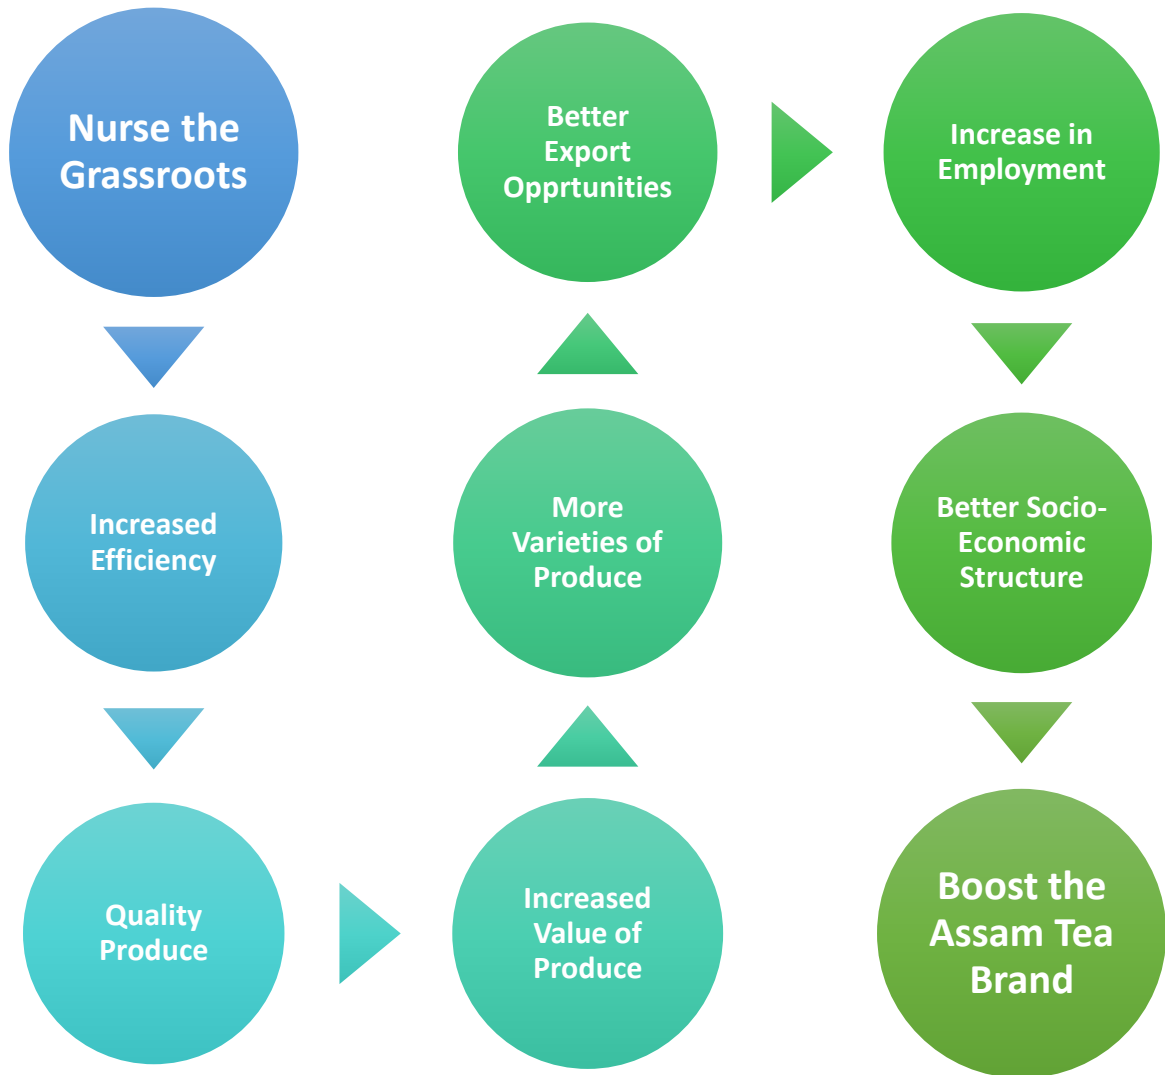 Nurse the
Grassroots
Increased
Efficiency
Quality
Produce
Increased
Value of
Produce
More
Varieties of
Produce
Better
Export
Opprtunities
Increase in
Employment
Better Socio-
Economic
Structure
Boost the
Assam Tea
Brand